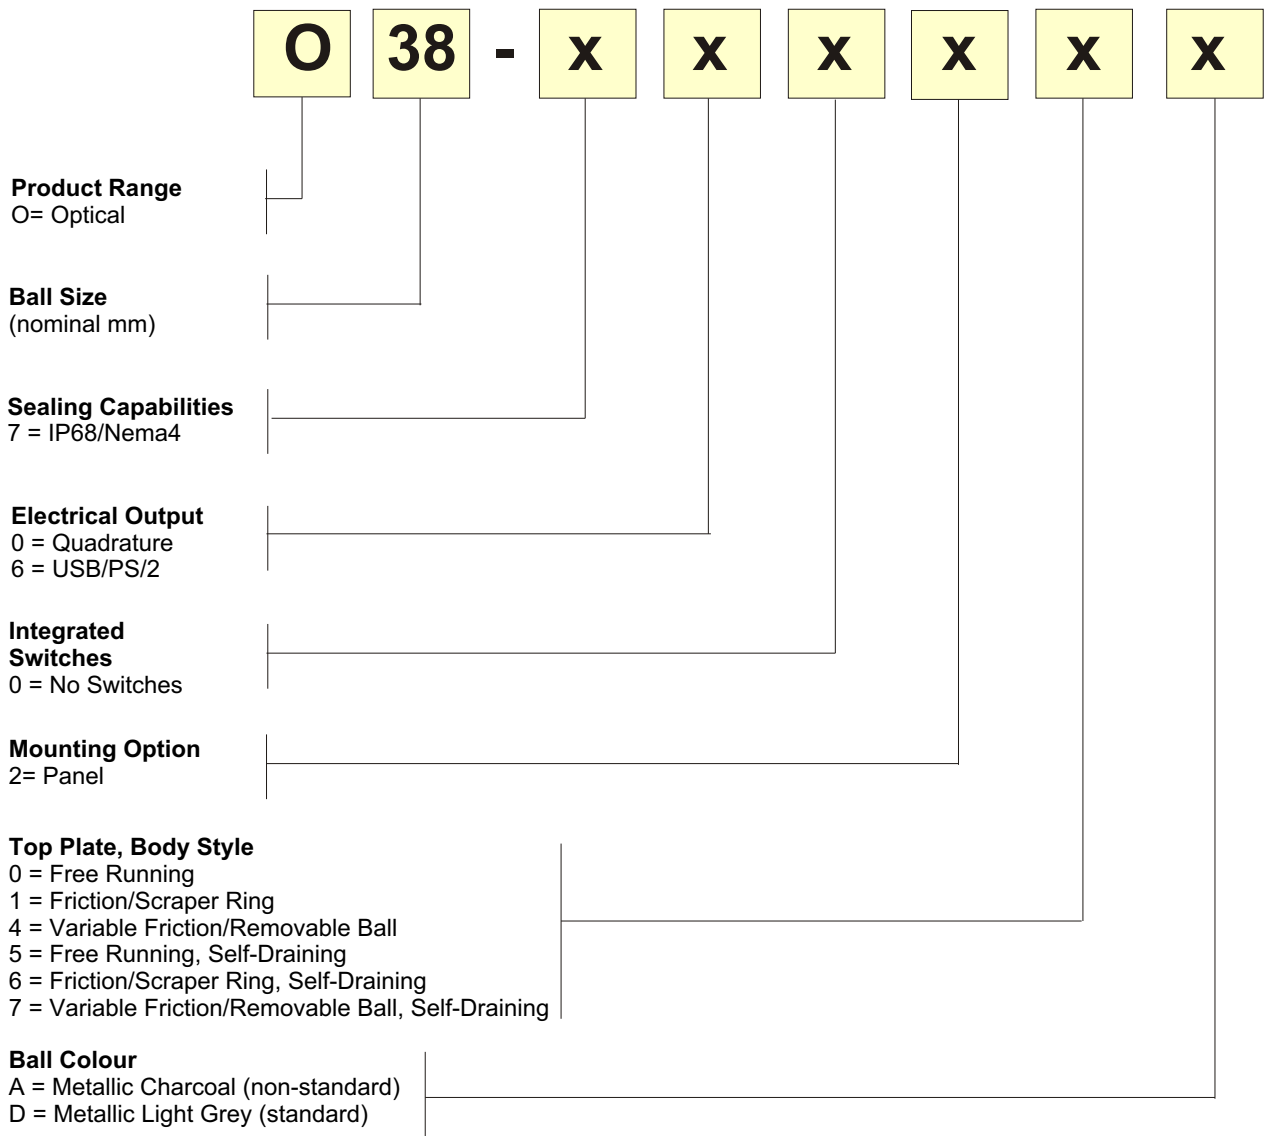 O 38 - x x x x x x
Product Range
O= Optical
Ball Size
(nominal mm)
Sealing Capabilities
7 = IP68/Nema4
Electrical Output
0 = Quadrature
6 = USB/PS/2
Integrated
Switches
0 = No Switches
Mounting Option
2= Panel
Top Plate, Body Style
0 = Free Running
1 = Friction/Scraper Ring
4 = Variable Friction/Removable Ball
5 = Free Running, Self-Draining
6 = Friction/Scraper Ring, Self-Draining
7 = Variable Friction/Removable Ball, Self-Draining
Ball Colour
A = Metallic Charcoal (non-standard)
D = Metallic Light Grey (standard)